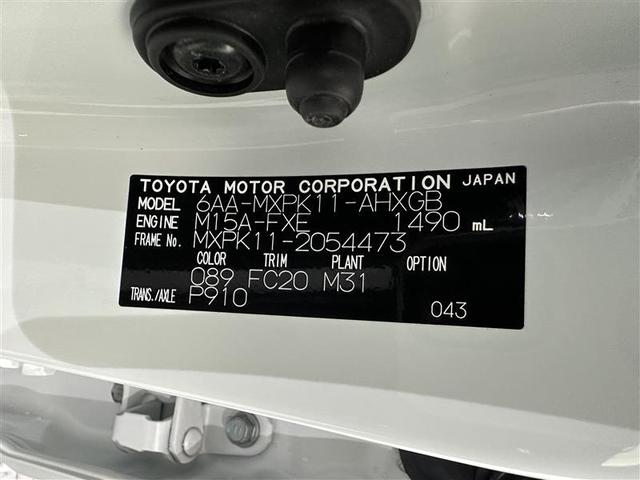 TOYOTA MOTOR CORPORATION JAPAN
MODEL 6AA-MXPK11-AHXGB
ENGINE M15A-FXE 1490 mL
FRAME No. MXPK11-2054473
COLOR TRIM PLANT OPTION
089 FC20 M31
TRANS./AXLE P910 043